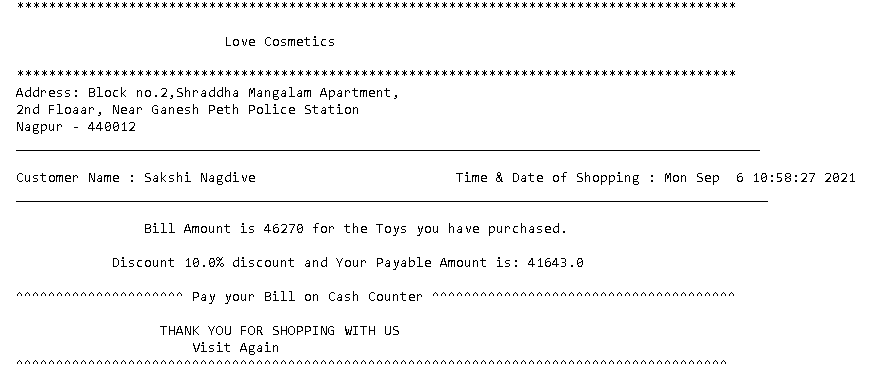 ******************************************************************************************
Love Cosmetics
******************************************************************************************
Address: Block no.2,Shraddha Mangalam Apartment,
2nd Floaar, Near Ganesh Peth Police Station
Nagpur - 440012
_____________________________________________________________________________________________
Customer Name : Sakshi Nagdive Time & Date of Shopping : Mon Sep  6 10:58:27 2021
______________________________________________________________________________________________
Bill Amount is 46270 for the Toys you have purchased.
Discount 10.0% discount and Your Payable Amount is: 41643.0
^^^^^^^^^^^^^^^^^^^^^ Pay your Bill on Cash Counter ^^^^^^^^^^^^^^^^^^^^^^^^^^^^^^^^^^^^^^
THANK YOU FOR SHOPPING WITH US
Visit Again
^^^^^^^^^^^^^^^^^^^^^^^^^^^^^^^^^^^^^^^^^^^^^^^^^^^^^^^^^^^^^^^^^^^^^^^^^^^^^^^^^^^^^^^^^